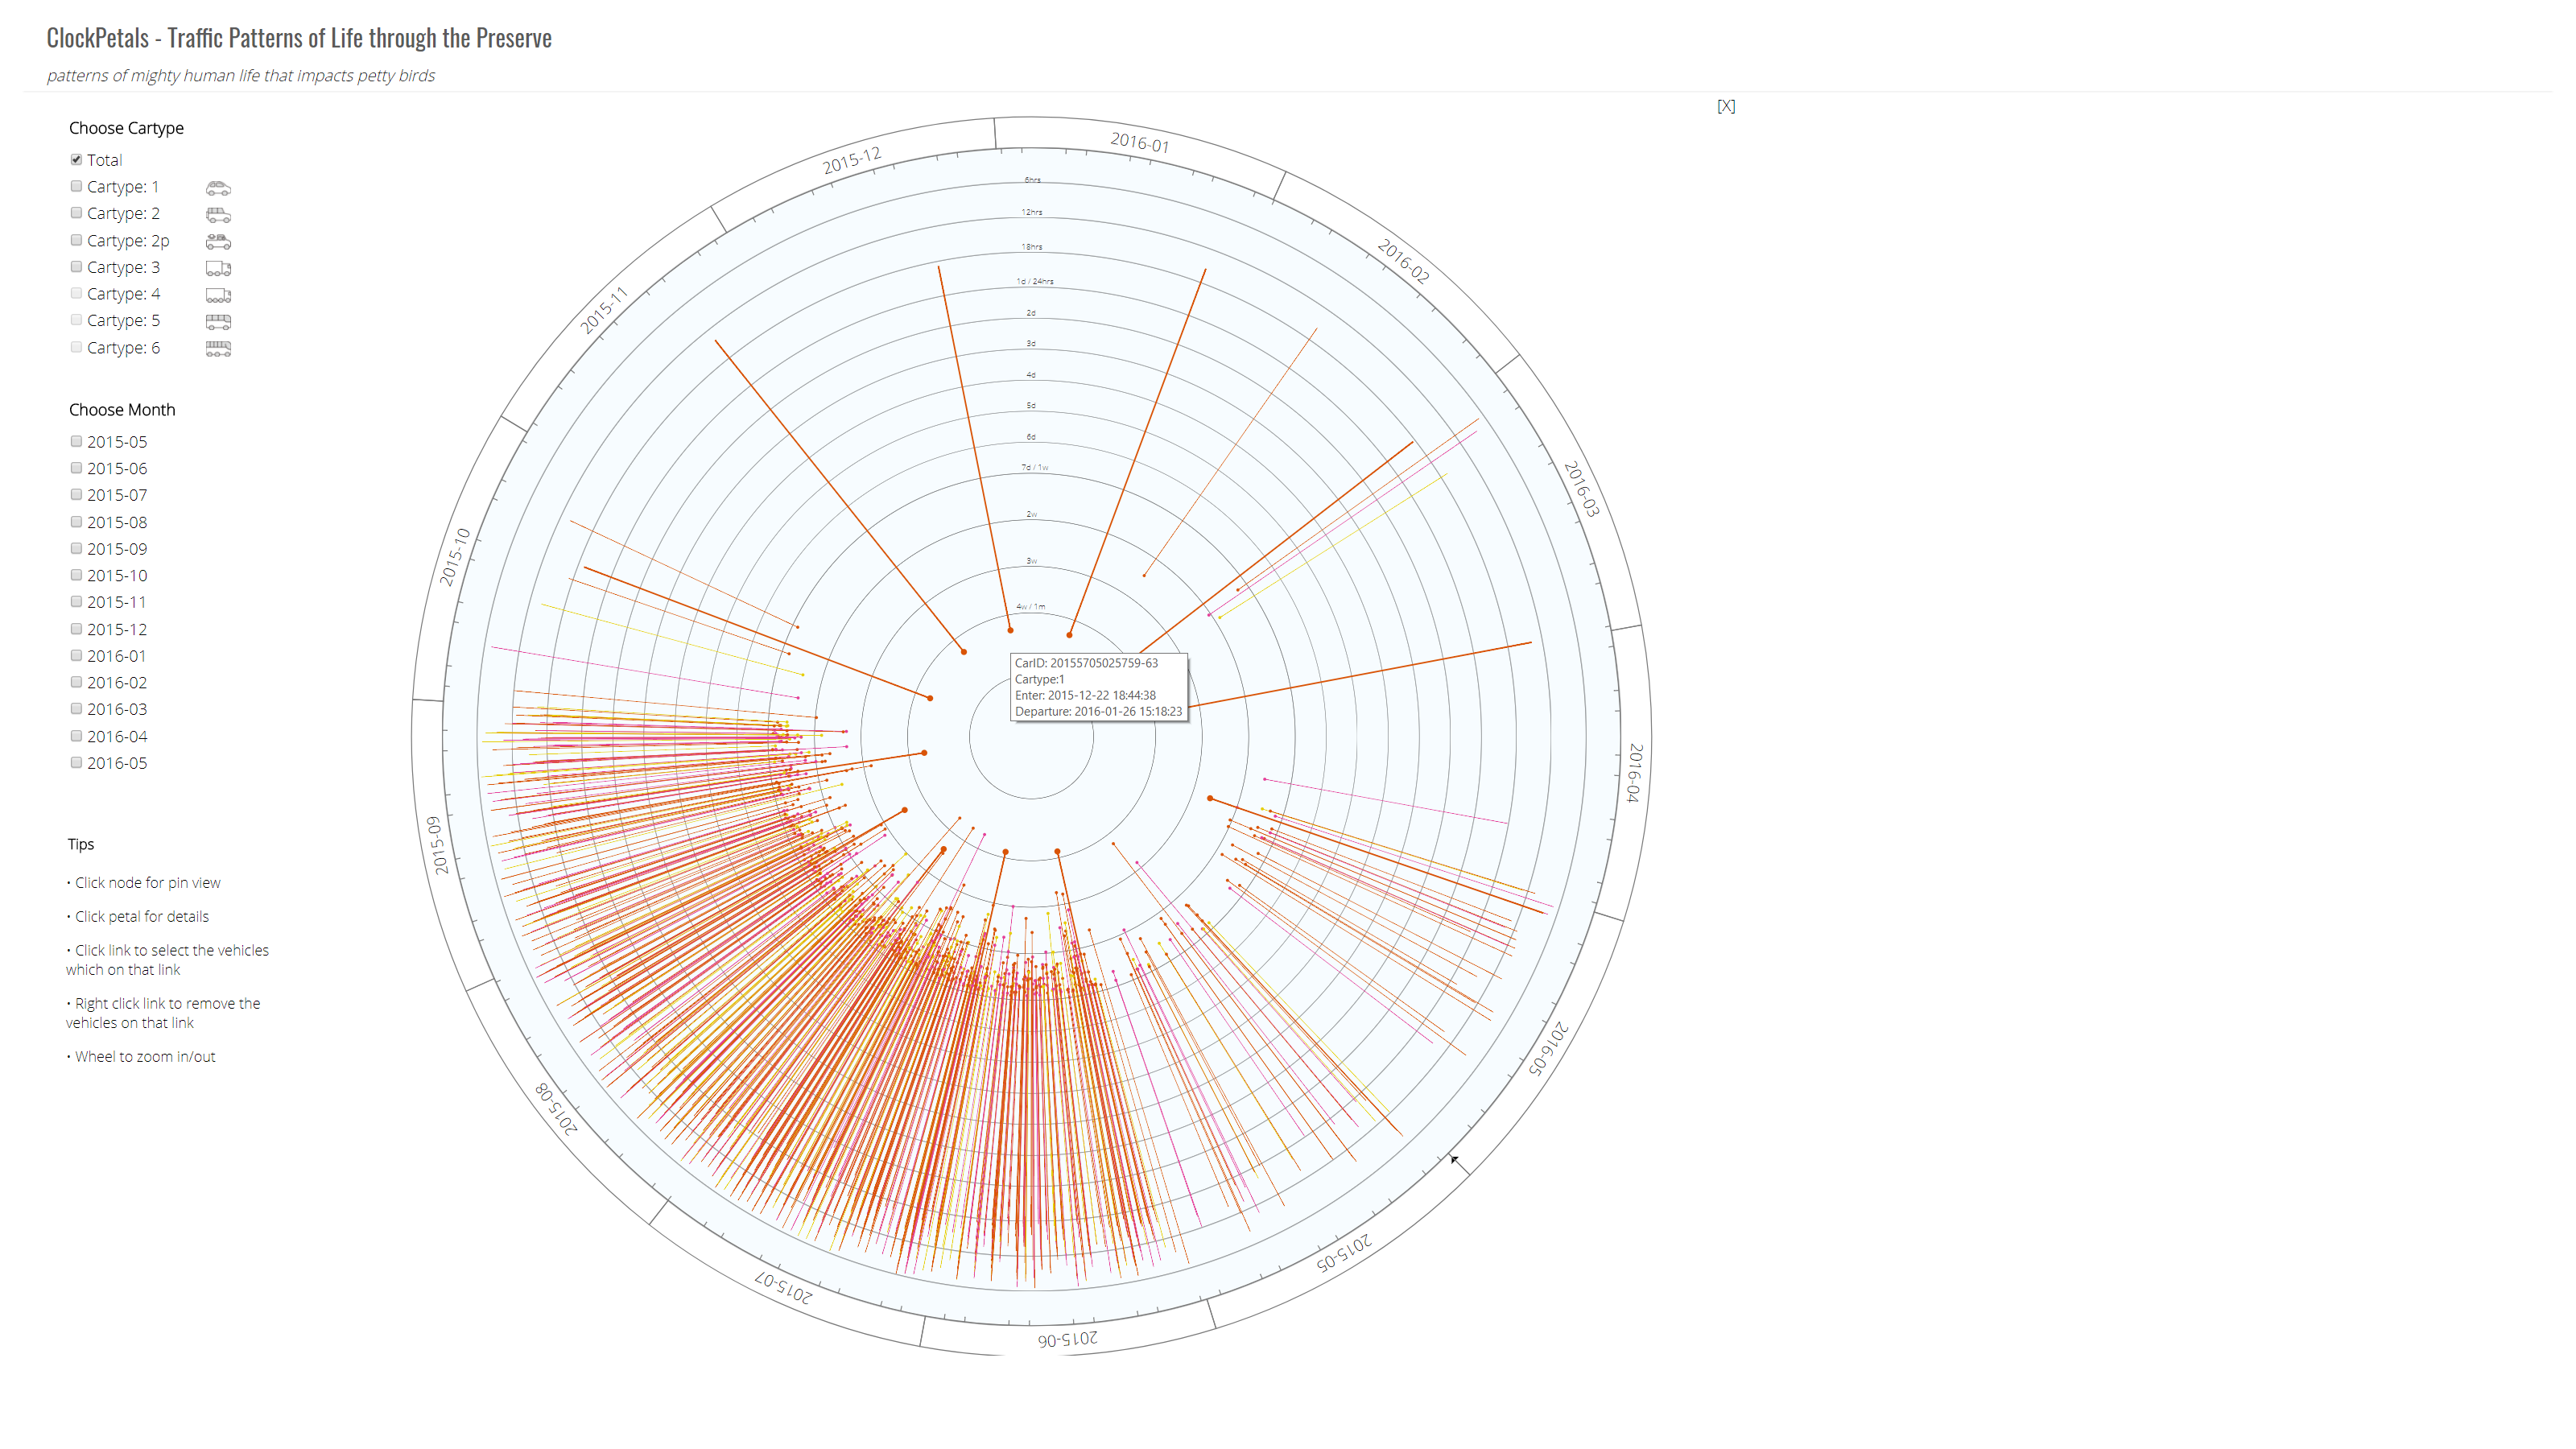 ClockPetals - Traffic Patterns of Life through the Preserve
patterns of mighty human life that impacts petty birds
[X]
Choose Cartype
Total
Cartype: 1
Cartype: 2
Cartype: 2p
Cartype: 3
Cartype: 4
Cartype: 5
Cartype: 6
Choose Month
2015-05
2015-06
2015-07
2015-08
2015-09
2015-10
2015-11
2015-12
2016-01
2016-02
2016-03
2016-04
2016-05
Tips
• Click node for pin view
• Click petal for details
• Click link to select the vehicles
which on that link
• Right click link to remove the
vehicles on that link
• Wheel to zoom in/out
2016-01
2016-02
2016-03
2016-04
2016-05
2015-05
2015-06
2015-07
2015-08
2015-09
2015-10
2015-11
2015-12
6hrs
12hrs
18hrs
1d / 24hrs
2d
3d
4d
5d
6d
7d / 1w
2w
3w
4w / 1m
CarID: 20155705025759-63
Cartype:1
Enter: 2015-12-22 18:44:38
Departure: 2016-01-26 15:18:23